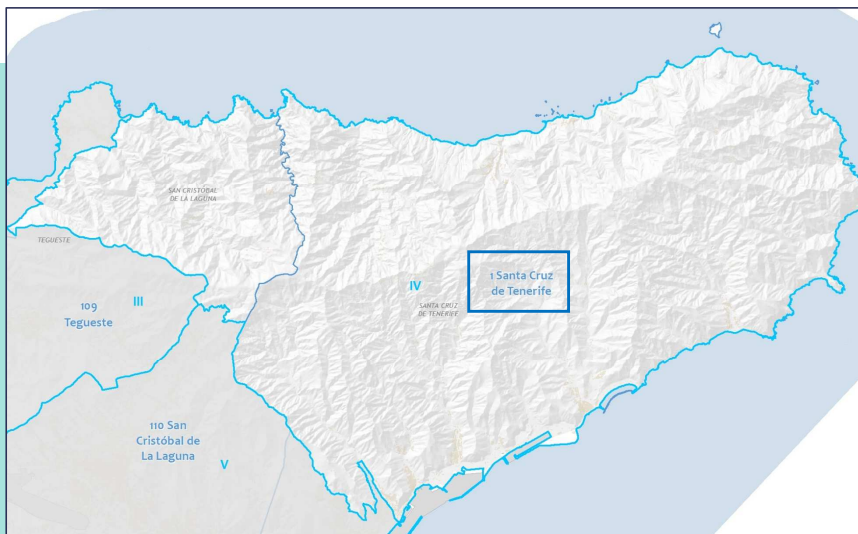 SAN CRISTÓBAL
DE LA LAGUNA
TEGUESTE
109
Tegueste
III
IV
1 Santa Cruz
de Tenerife
SANTA CRUZ
DE TENERIFE
110 San
Cristóbal de
La Laguna
V